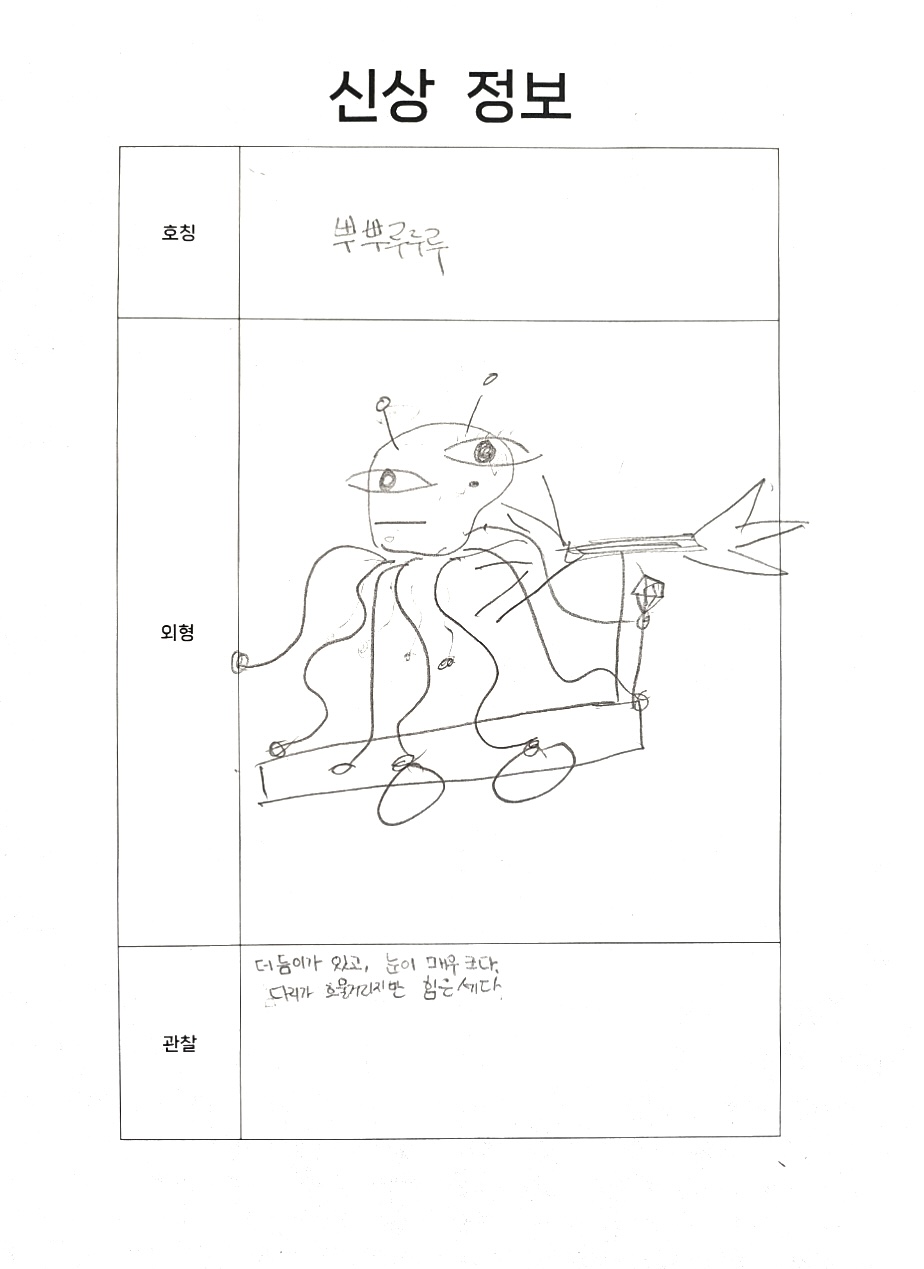 신상 정보
호칭
뿌뿌루루루
외형
관찰
더듬이가 있고, 눈이 매우 크다.
다리가 흐물거리지만 힘은 세다.